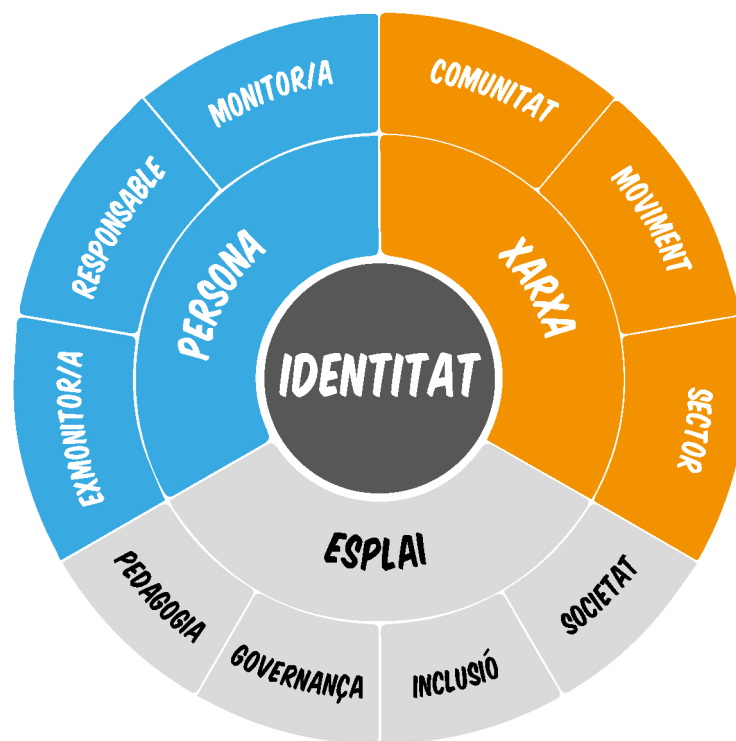 MONITOR/A
COMUNITAT
RESPONSABLE
MOVIMENT
PERSONA
XARXA
IDENTITAT
EXMONITOR/A
SECTOR
ESPLAI
PEDAGOGIA
SOCIETAT
GOVERNANÇA
INCLUSIÓ